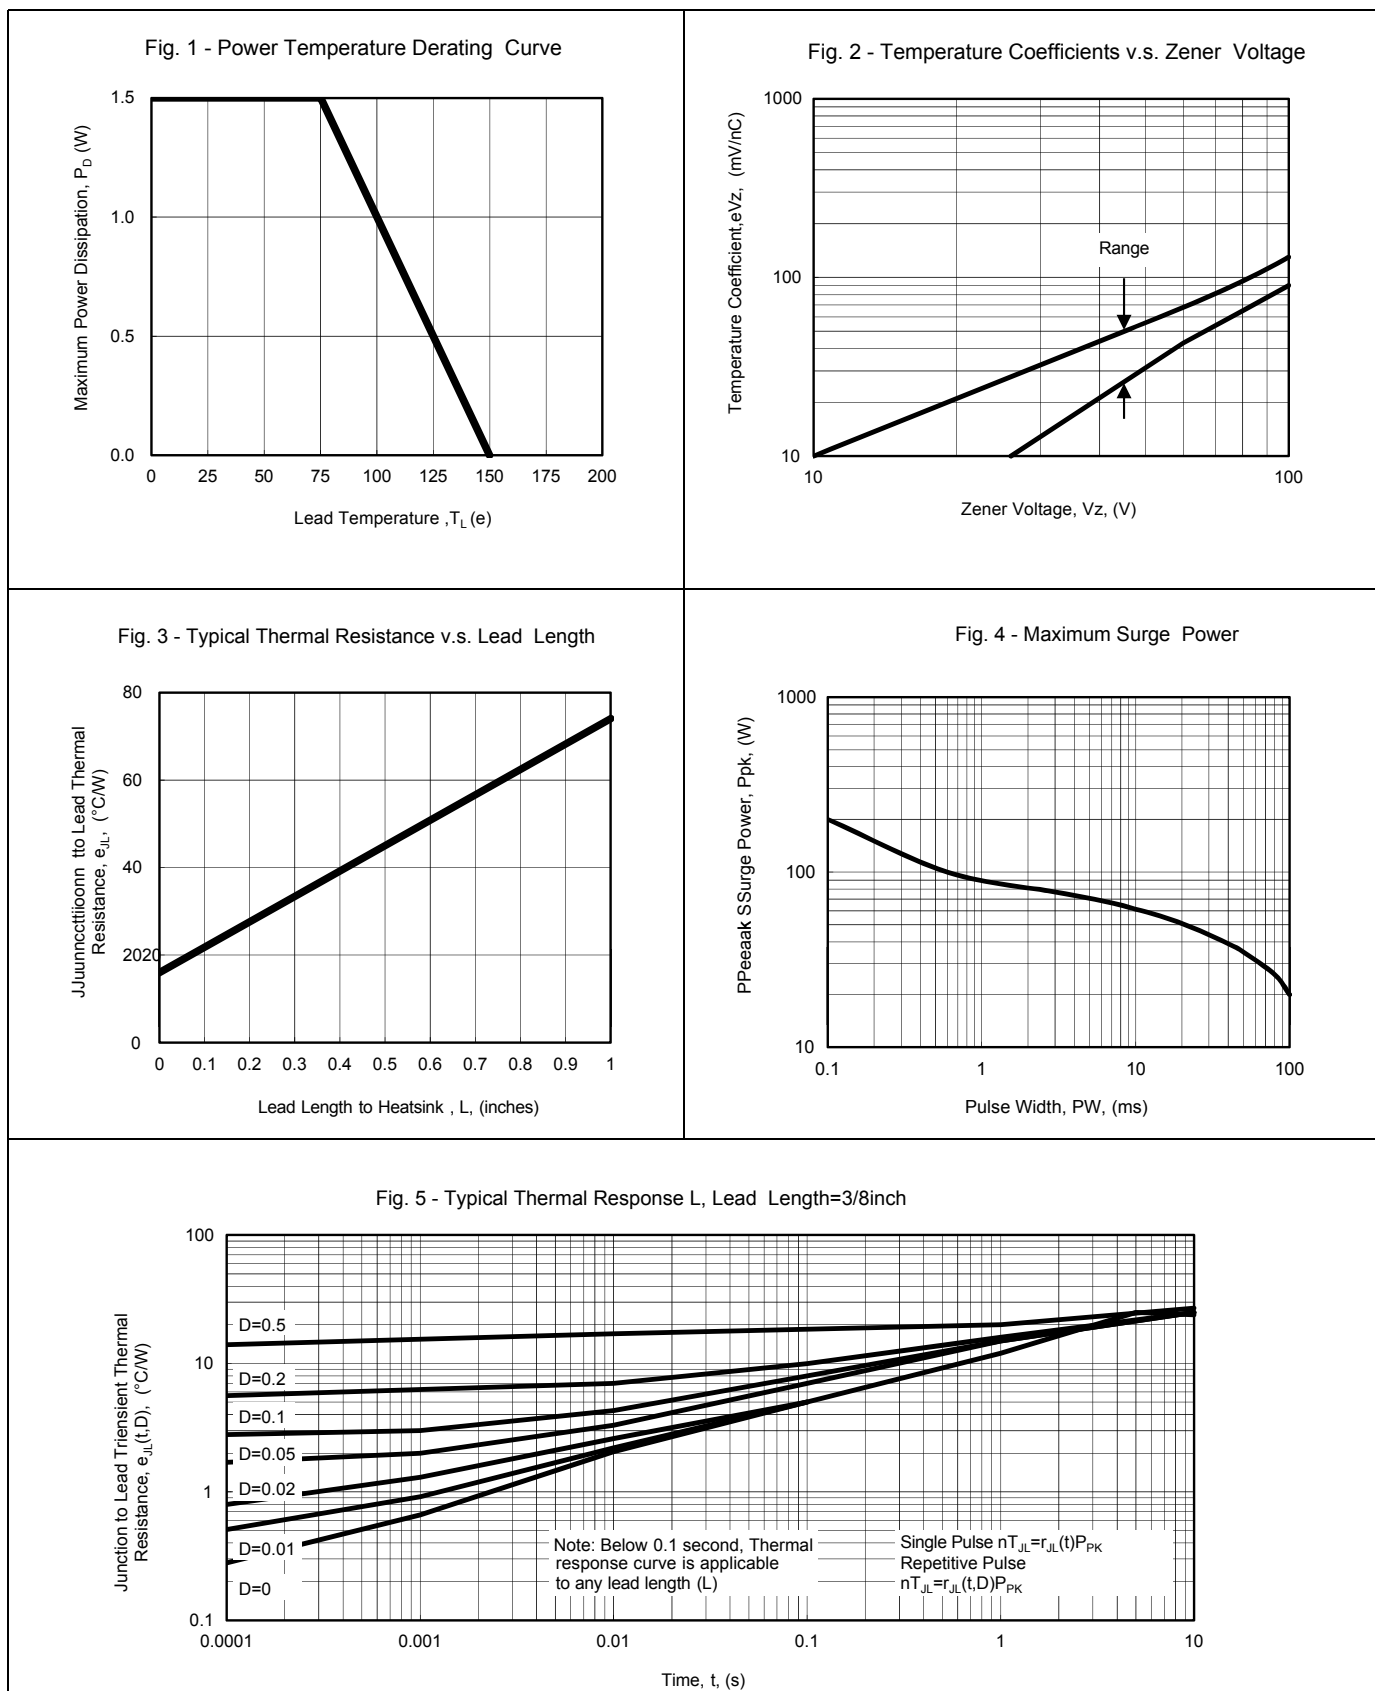 Fig. 1 - Power Temperature Derating Curve
Maximum Power Dissipation, PD (W)
1.5
1.0
0.5
0.0
0 25 50 75 100 125 150 175 200
Lead Temperature ,TL (e)
Fig. 2 - Temperature Coefficients v.s. Zener Voltage
Temperature Coefficient,eVz, (mV/nC)
1000
100
10
Range
10 100
Zener Voltage, Vz, (V)
Fig. 3 - Typical Thermal Resistance v.s. Lead Length
JJuunnccttiioonn tto Lead Thermal
Resistance, eJL, (°C/W)
80
60
40
2020
0
0 0.1 0.2 0.3 0.4 0.5 0.6 0.7 0.8 0.9 1
Lead Length to Heatsink , L, (inches)
Fig. 4 - Maximum Surge Power
PPeeaak SSurge Power, Ppk, (W)
1000
100
10
0.1 1 10 100
Pulse Width, PW, (ms)
Fig. 5 - Typical Thermal Response L, Lead Length=3/8inch
Junction to Lead Triensient Thermal
Resistance, eJL(t,D), (°C/W)
100
10
1
0.1
D=0.5
D=0.2
D=0.1
D=0.05
D=0.02
D=0.01
D=0
Note: Below 0.1 second, Thermal
response curve is applicable
to any lead length (L)
Single Pulse nTJL=rJL(t)PPK
Repetitive Pulse
nTJL=rJL(t,D)PPK
0.0001 0.001 0.01 0.1 1 10
Time, t, (s)